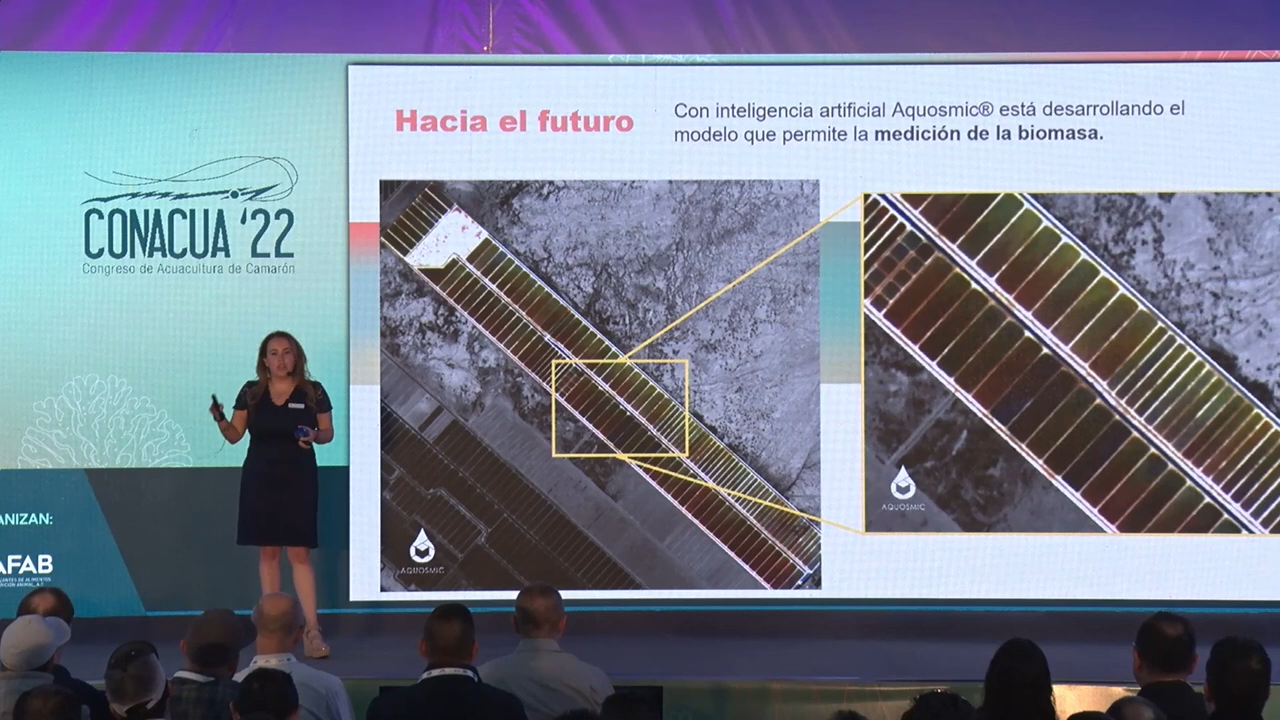 Hacia el futuro
Con inteligencia artificial Aquosmic® está desarrollando el
modelo que permite la medición de la biomasa.
CONACUA '22
Congreso de Acuacultura de Camarón
AQUOSMIC
AQUOSMIC
ANIZAN:
AFAB